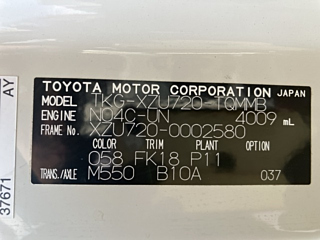 TOYOTA MOTOR CORPORATION JAPAN
MODEL TKG-XZU720-TQMMB
ENGINE N04C-UN 4009 mL
FRAME No. XZU720-0002580
COLOR TRIM PLANT OPTION
058 FK18 P11
TRANS./AXLE M550 B10A 037
AY
37671